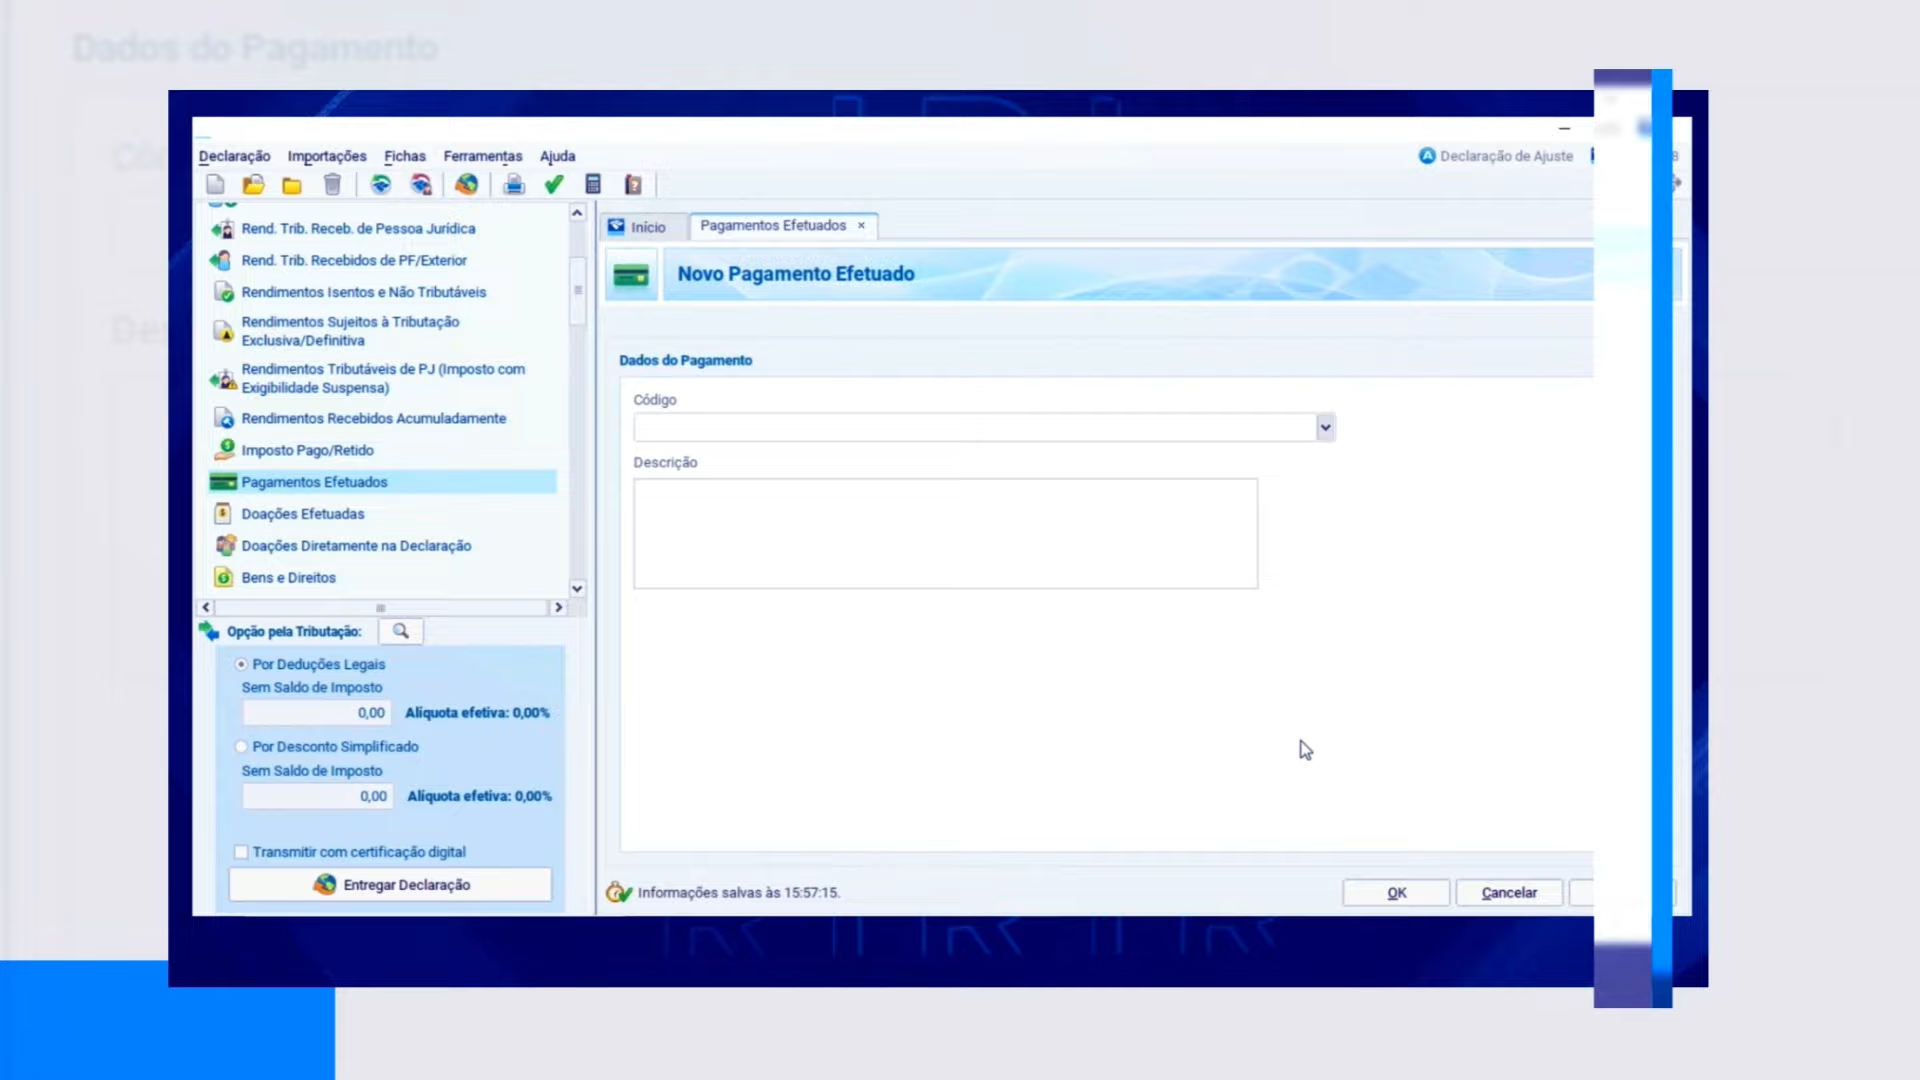 Dados do Pagamento
Declaração Importações Fichas Ferramentas Ajuda
Declaração de Ajuste
Rend. Trib. Receb. de Pessoa Jurídica
Rend. Trib. Recebidos de PF/Exterior
Rendimentos Isentos e Não Tributáveis
Rendimentos Sujeitos à Tributação
Exclusiva/Definitiva
Rendimentos Tributáveis de PJ (Imposto com
Exigibilidade Suspensa)
Rendimentos Recebidos Acumuladamente
Imposto Pago/Retido
Pagamentos Efetuados
Doações Efetuadas
Doações Diretamente na Declaração
Bens e Direitos
Opção pela Tributação:
Por Deduções Legais
Sem Saldo de Imposto
0,00 Alíquota efetiva: 0,00%
Por Desconto Simplificado
Sem Saldo de Imposto
0,00 Alíquota efetiva: 0,00%
Transmitir com certificação digital
Entregar Declaração
Início
Pagamentos Efetuados ×
Novo Pagamento Efetuado
Dados do Pagamento
Código
Descrição
Informações salvas às 15:57:15.
OK
Cancelar